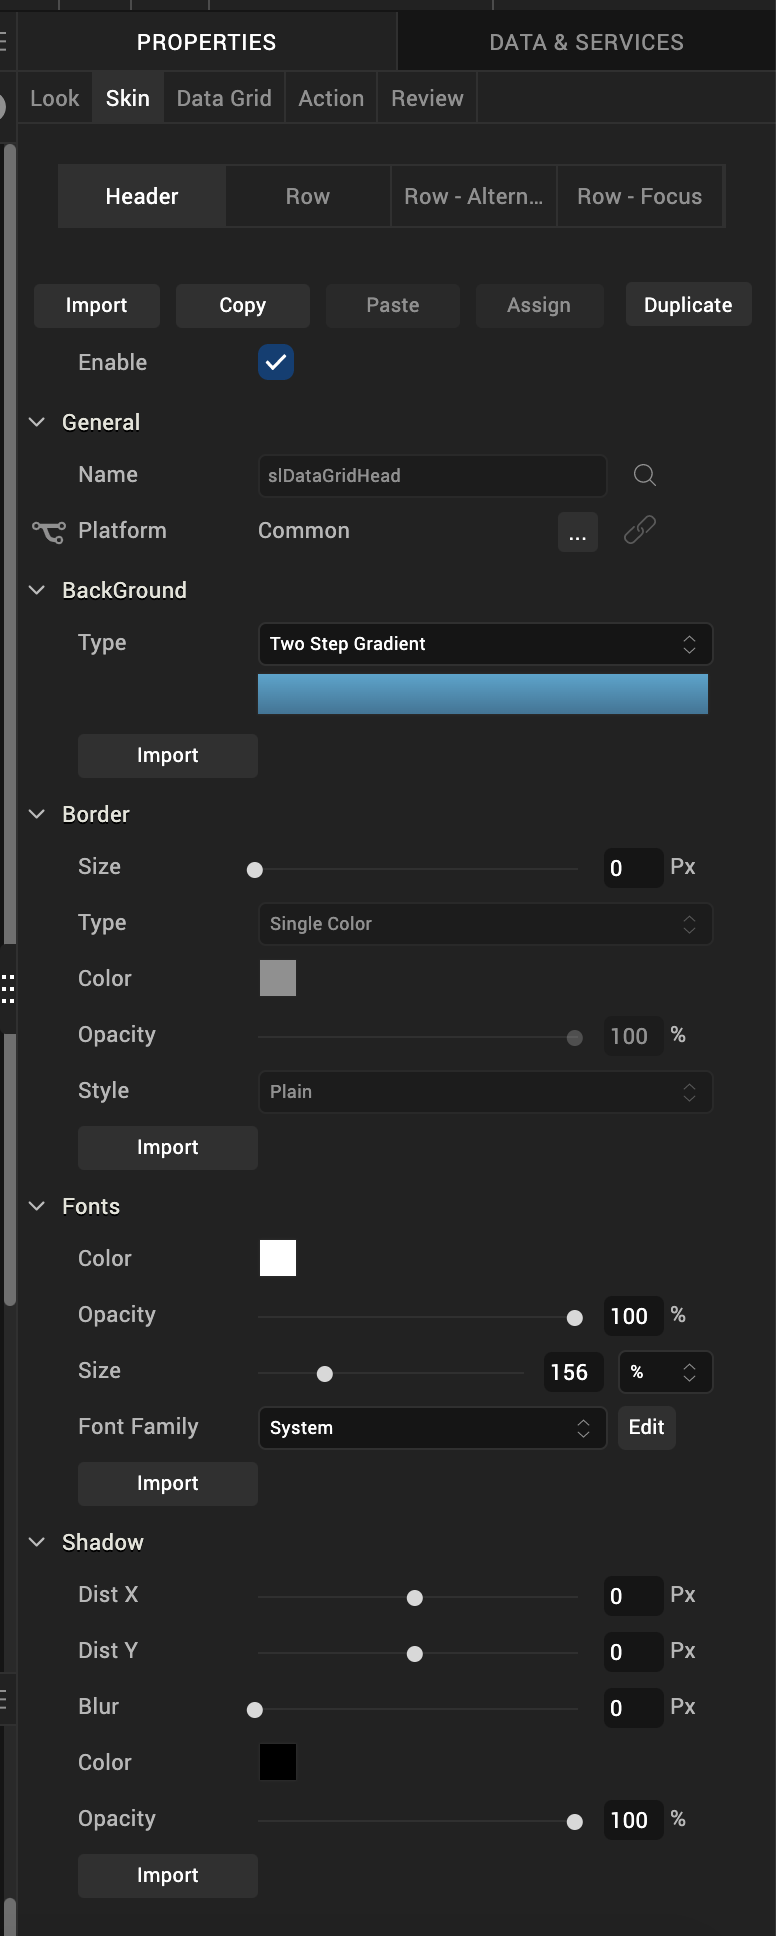 PROPERTIES DATA & SERVICES
Look Skin Data Grid Action Review
Header Row Row - Altern... Row - Focus
Import Copy Paste Assign Duplicate
Enable
General
Name slDataGridHead
Platform Common ...
BackGround
Type Two Step Gradient
Import
Border
Size 0 Px
Type Single Color
Color
Opacity 100 %
Style Plain
Import
Fonts
Color
Opacity 100 %
Size 156 %
Font Family System Edit
Import
Shadow
Dist X 0 Px
Dist Y 0 Px
Blur 0 Px
Color
Opacity 100 %
Import